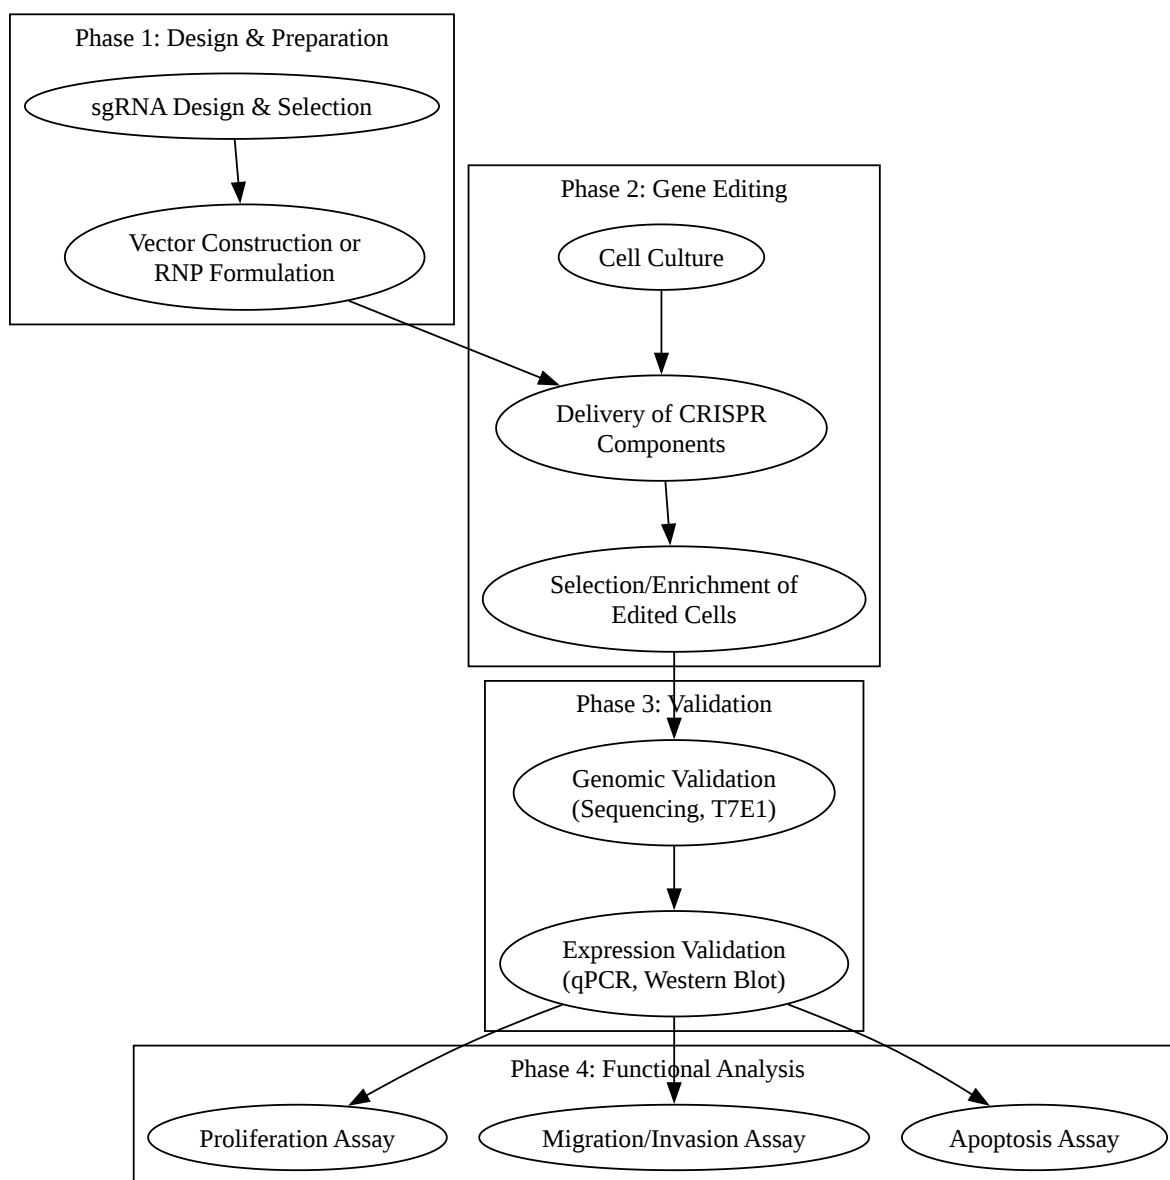 Phase 1: Design & Preparation
sgRNA Design & Selection
Vector Construction or
RNP Formulation
Phase 2: Gene Editing
Cell Culture
Delivery of CRISPR
Components
Selection/Enrichment of
Edited Cells
Phase 3: Validation
Genomic Validation
(Sequencing, T7E1)
Expression Validation
(qPCR, Western Blot)
Phase 4: Functional Analysis
Proliferation Assay
Migration/Invasion Assay
Apoptosis Assay